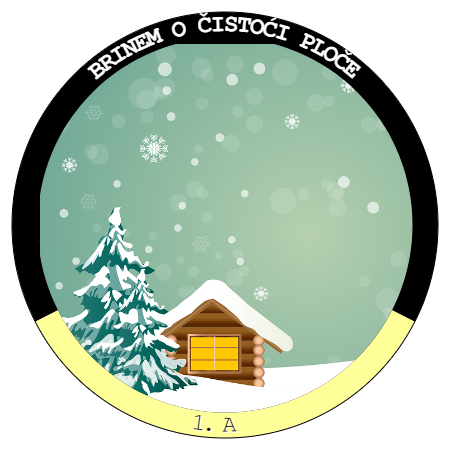 BRINEM O ČISTOĆI PLOČE
1. A